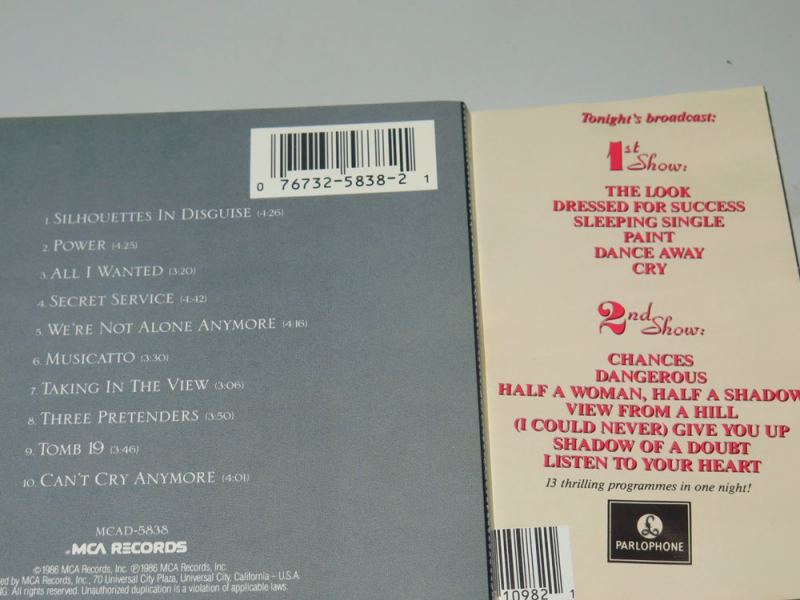 0 76732-5838-2 1
1. SILHOUETTES IN DISGUISE (4:26)
2. POWER (4:25)
3. ALL I WANTED (3:20)
4. SECRET SERVICE (4:42)
5. WE'RE NOT ALONE ANYMORE (4:16)
6. MUSICATTO (3:30)
7. TAKING IN THE VIEW (3:06)
8. THREE PRETENDERS (3:50)
9. TOMB 19 (3:46)
10. CAN'T CRY ANYMORE (4:01)
MCAD-5838
MCA RECORDS
©1986 MCA Records, Inc. ℗1986 MCA Records, Inc.
ed by MCA Records, Inc., 70 Universal City Plaza, Universal City, California – U.S.A.
NG. All rights reserved. Unauthorized duplication is a violation of applicable laws.
Tonight's broadcast:
1st Show:
THE LOOK
DRESSED FOR SUCCESS
SLEEPING SINGLE
PAINT
DANCE AWAY
CRY
2nd Show:
CHANCES
DANGEROUS
HALF A WOMAN, HALF A SHADOW
VIEW FROM A HILL
(I COULD NEVER) GIVE YOU UP
SHADOW OF A DOUBT
LISTEN TO YOUR HEART
13 thrilling programmes in one night!
£
PARLOPHONE
10982 1